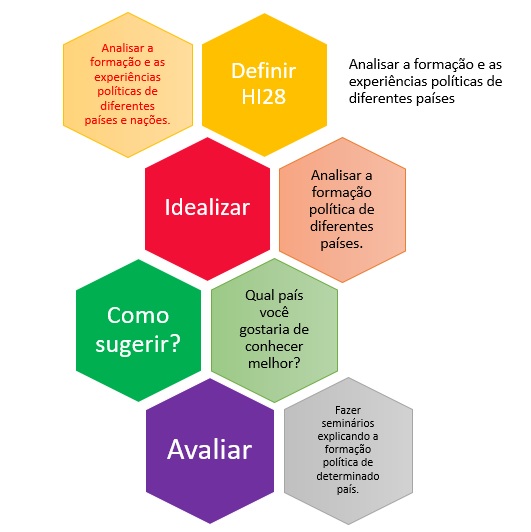 Analisar a
formação e as
experiências
políticas de
diferentes
países e nações.
Definir
HI28
Analisar a formação e as
experiências políticas de
diferentes países
Idealizar
Analisar a
formação
política de
diferentes
países.
Como
sugerir?
Qual país
você
gostaria de
conhecer
melhor?
Avaliar
Fazer
seminários
explicando a
formação
política de
determinado
país.